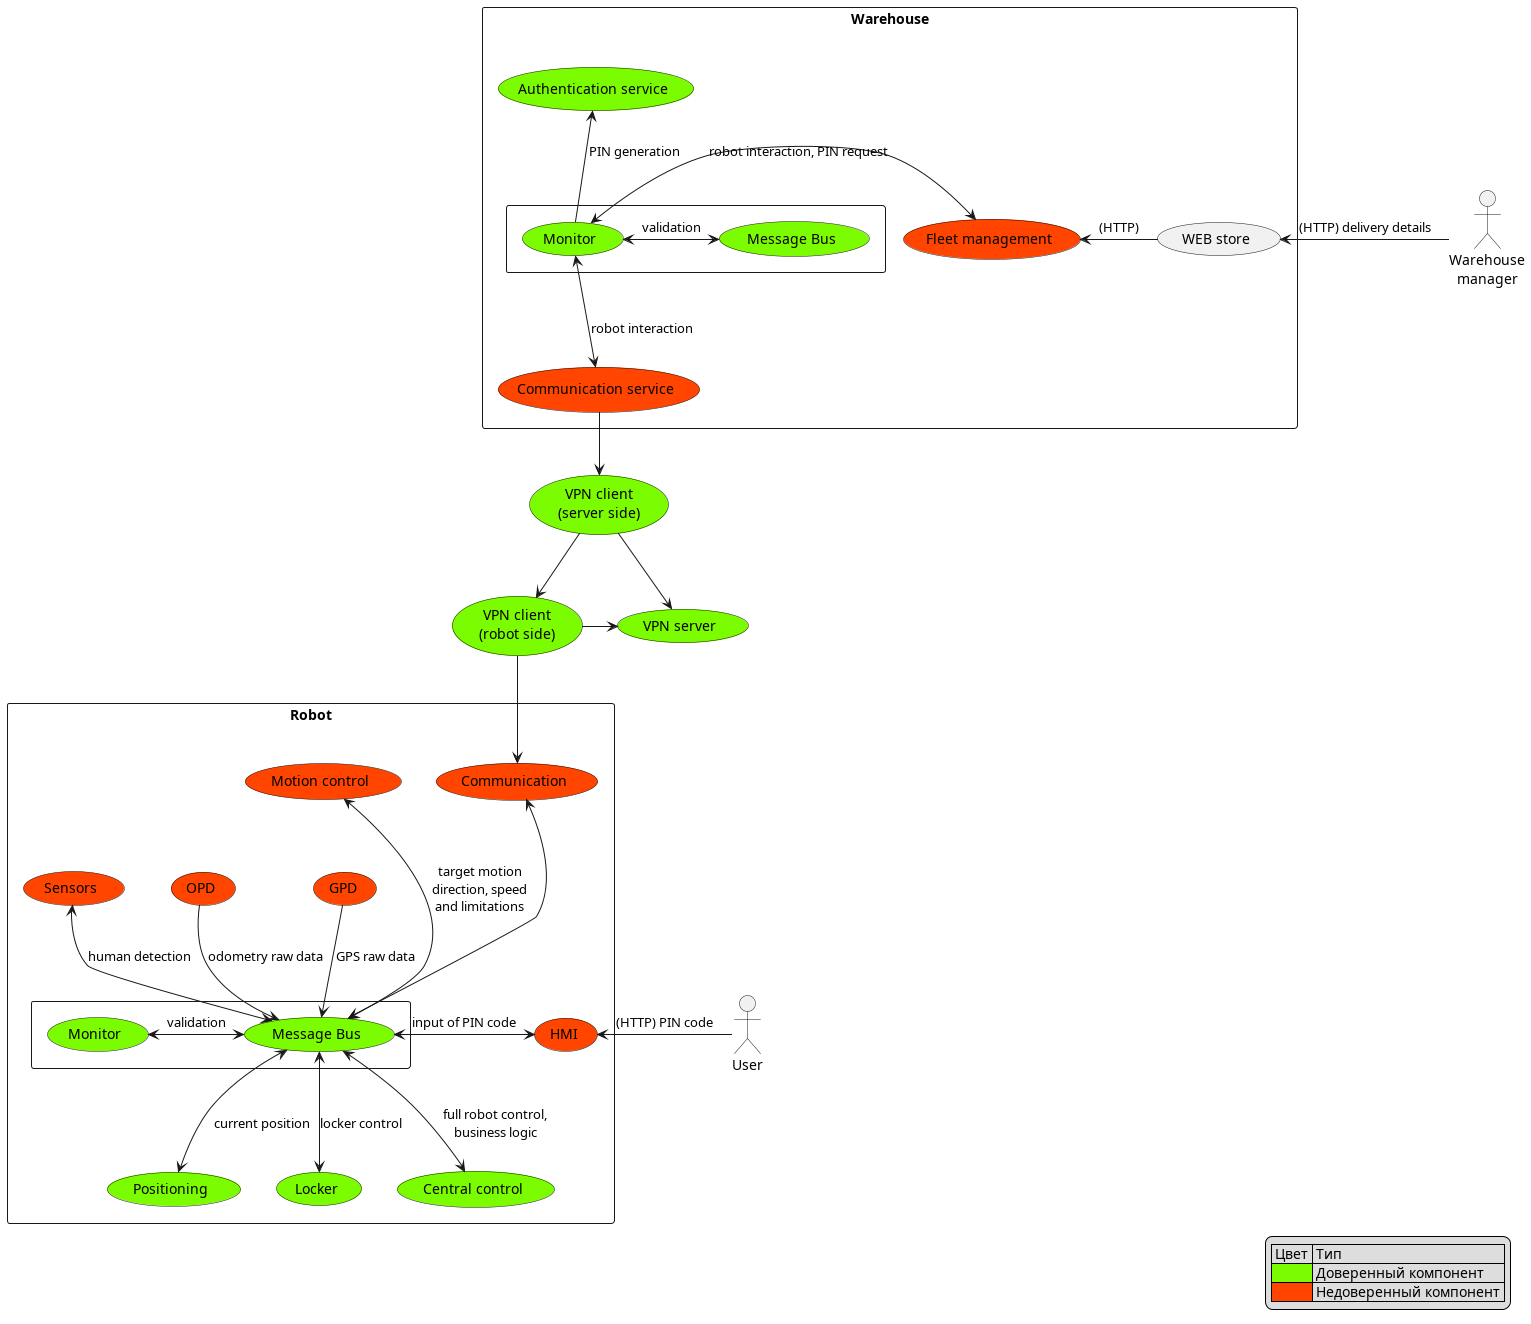 Warehouse
Authentication service
PIN generation
robot interaction, PIN request
Monitor
validation
Message Bus
Fleet management
(HTTP)
WEB store
(HTTP) delivery details
Warehouse
manager
robot interaction
Communication service
VPN client
(server side)
VPN client
(robot side)
VPN server
Robot
Motion control
Communication
Sensors
OPD
GPD
target motion
direction, speed
and limitations
human detection
odometry raw data
GPS raw data
Monitor
validation
Message Bus
input of PIN code
HMI
(HTTP) PIN code
User
current position
locker control
full robot control,
business logic
Positioning
Locker
Central control
Цвет Тип
Доверенный компонент
Недоверенный компонент